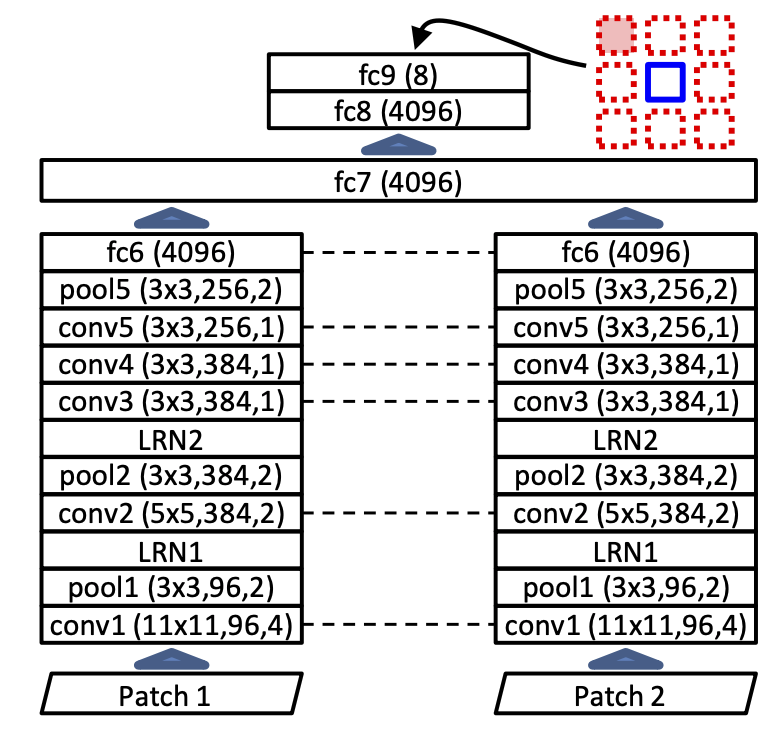 fc9 (8)
fc8 (4096)
fc7 (4096)
fc6 (4096)
pool5 (3x3,256,2)
conv5 (3x3,256,1)
conv4 (3x3,384,1)
conv3 (3x3,384,1)
LRN2
pool2 (3x3,384,2)
conv2 (5x5,384,2)
LRN1
pool1 (3x3,96,2)
conv1 (11x11,96,4)
Patch 1
fc6 (4096)
pool5 (3x3,256,2)
conv5 (3x3,256,1)
conv4 (3x3,384,1)
conv3 (3x3,384,1)
LRN2
pool2 (3x3,384,2)
conv2 (5x5,384,2)
LRN1
pool1 (3x3,96,2)
conv1 (11x11,96,4)
Patch 2